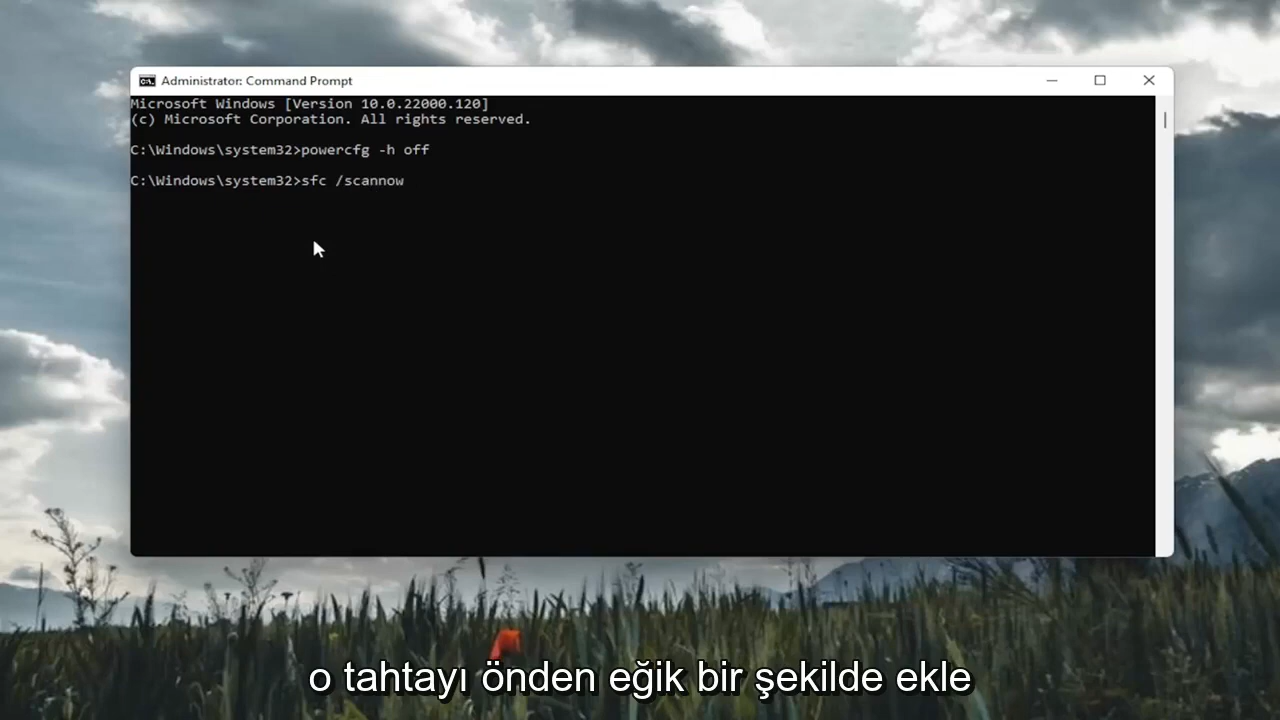 Administrator: Command Prompt
Microsoft Windows [Version 10.0.22000.120]
(c) Microsoft Corporation. All rights reserved.
C:\Windows\system32>powercfg -h off
C:\Windows\system32>sfc /scannow
o tahtayı önden eğik bir şekilde ekle